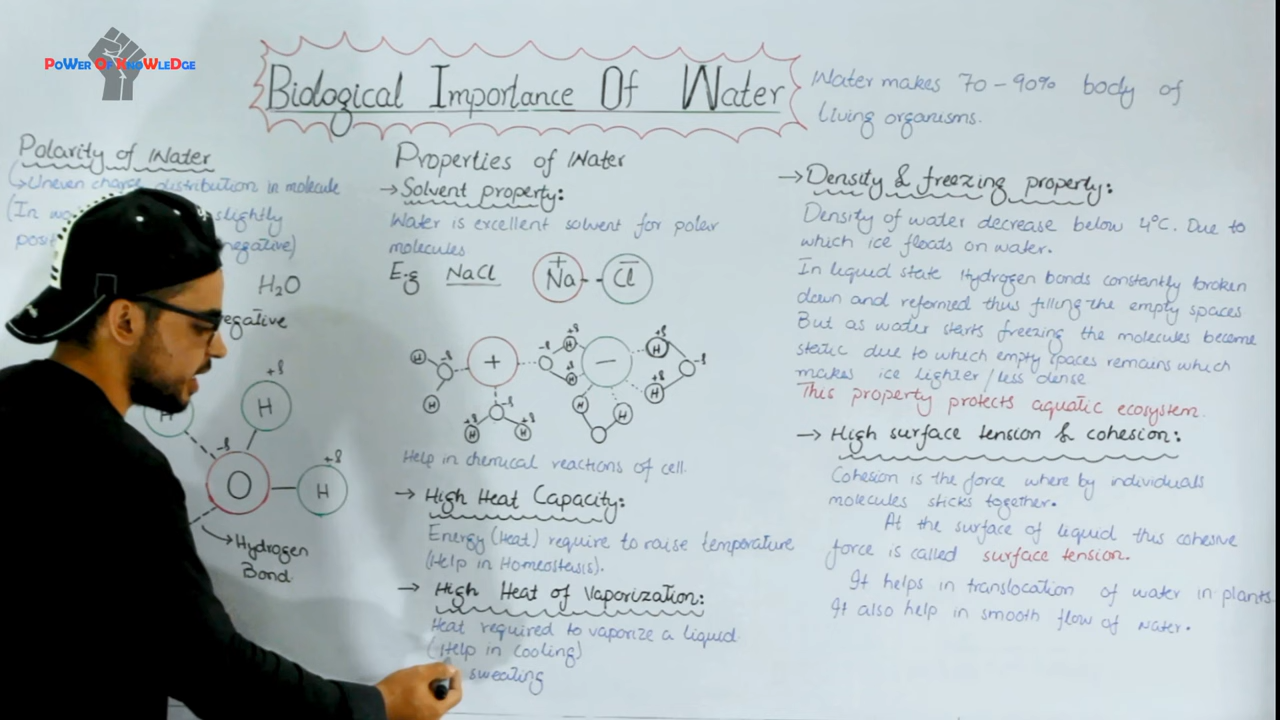 PoWer Of KnoWleDge
Biological Importance Of Water
Water makes 70-90% body of
living organisms.
Polarity of Water
Uneven charge distribution in molecule
(In slightly
negative)
H₂O
+δ
H
H
-δ
+δ
O
H
Hydrogen
Bond
Properties of Water
→ Solvent property:
Water is excellent solvent for polar
molecules
E.g NaCl
+ -
Na -- Cl
+δ +δ
H -δ -δ H -δ
H
+ -
+δ
H
H
-δ H H
+δ +δ
H H
Help in chemical reactions of cell.
→ High Heat Capacity:
Energy (Heat) require to raise temperature
(Help in Homeostasis).
→ High Heat of Vaporization:
Heat required to vaporize a liquid
(Help in Cooling)
sweating
→ Density & freezing property:
Density of water decrease below 4°C. Due to
which ice floats on water.
In liquid state Hydrogen bonds constantly broken
down and reformed thus filling the empty spaces
But as water starts freezing the molecules become
static due to which empty spaces remains which
makes ice lighter/less dense
This property protects aquatic ecosystem.
→ High surface tension & cohesion:
Cohesion is the force where by individuals
molecules sticks together.
At the surface of liquid this cohesive
force is called surface tension.
It helps in translocation of water in plants
It also help in smooth flow of water.